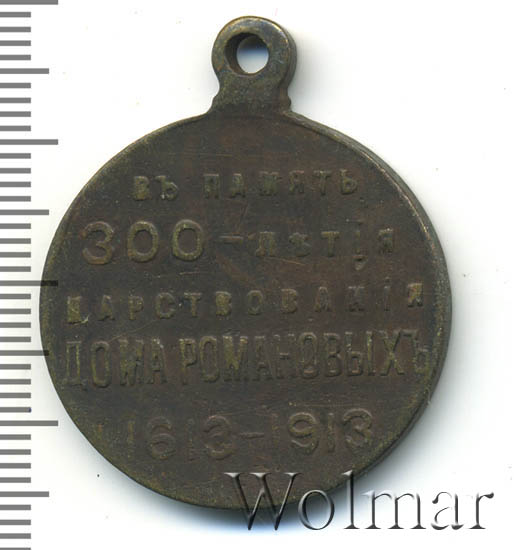 ВЪ ПАМЯТЬ
300-ЛѢТІЯ
ЦАРСТВОВАНІЯ
ДОМА РОМАНОВЫХЪ
1613-1913
Wolmar